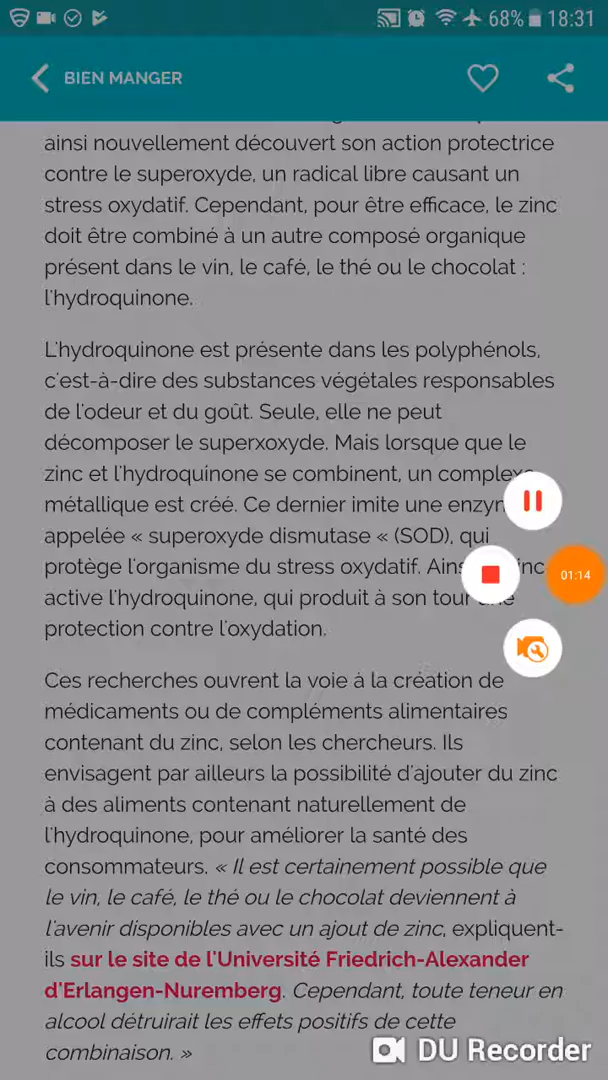 68% 18:31
BIEN MANGER
ainsi nouvellement découvert son action protectrice
contre le superoxyde, un radical libre causant un
stress oxydatif. Cependant, pour être efficace, le zinc
doit être combiné à un autre composé organique
présent dans le vin, le café, le thé ou le chocolat :
l'hydroquinone.
L'hydroquinone est présente dans les polyphénols,
c'est-à-dire des substances végétales responsables
de l'odeur et du goût. Seule, elle ne peut
décomposer le superxoxyde. Mais lorsque que le
zinc et l'hydroquinone se combinent, un complexe
métallique est créé. Ce dernier imite une
appelée « superoxyde dismutase « (SOD), qui
protège l'organisme du stress oxydatif.
01:14
active l'hydroquinone, qui produit à son tour une
protection contre l'oxydation.
Ces recherches ouvrent la voie à la création de
médicaments ou de compléments alimentaires
contenant du zinc, selon les chercheurs. Ils
envisagent par ailleurs la possibilité d'ajouter du zinc
à des aliments contenant naturellement de
l'hydroquinone, pour améliorer la santé des
consommateurs. « Il est certainement possible que
le vin, le café, le thé ou le chocolat deviennent à
l'avenir disponibles avec un ajout de zinc, expliquent-
ils sur le site de l'Université Friedrich-Alexander
d'Erlangen-Nuremberg. Cependant, toute teneur en
alcool détruirait les effets positifs de cette
combinaison. »
DU Recorder